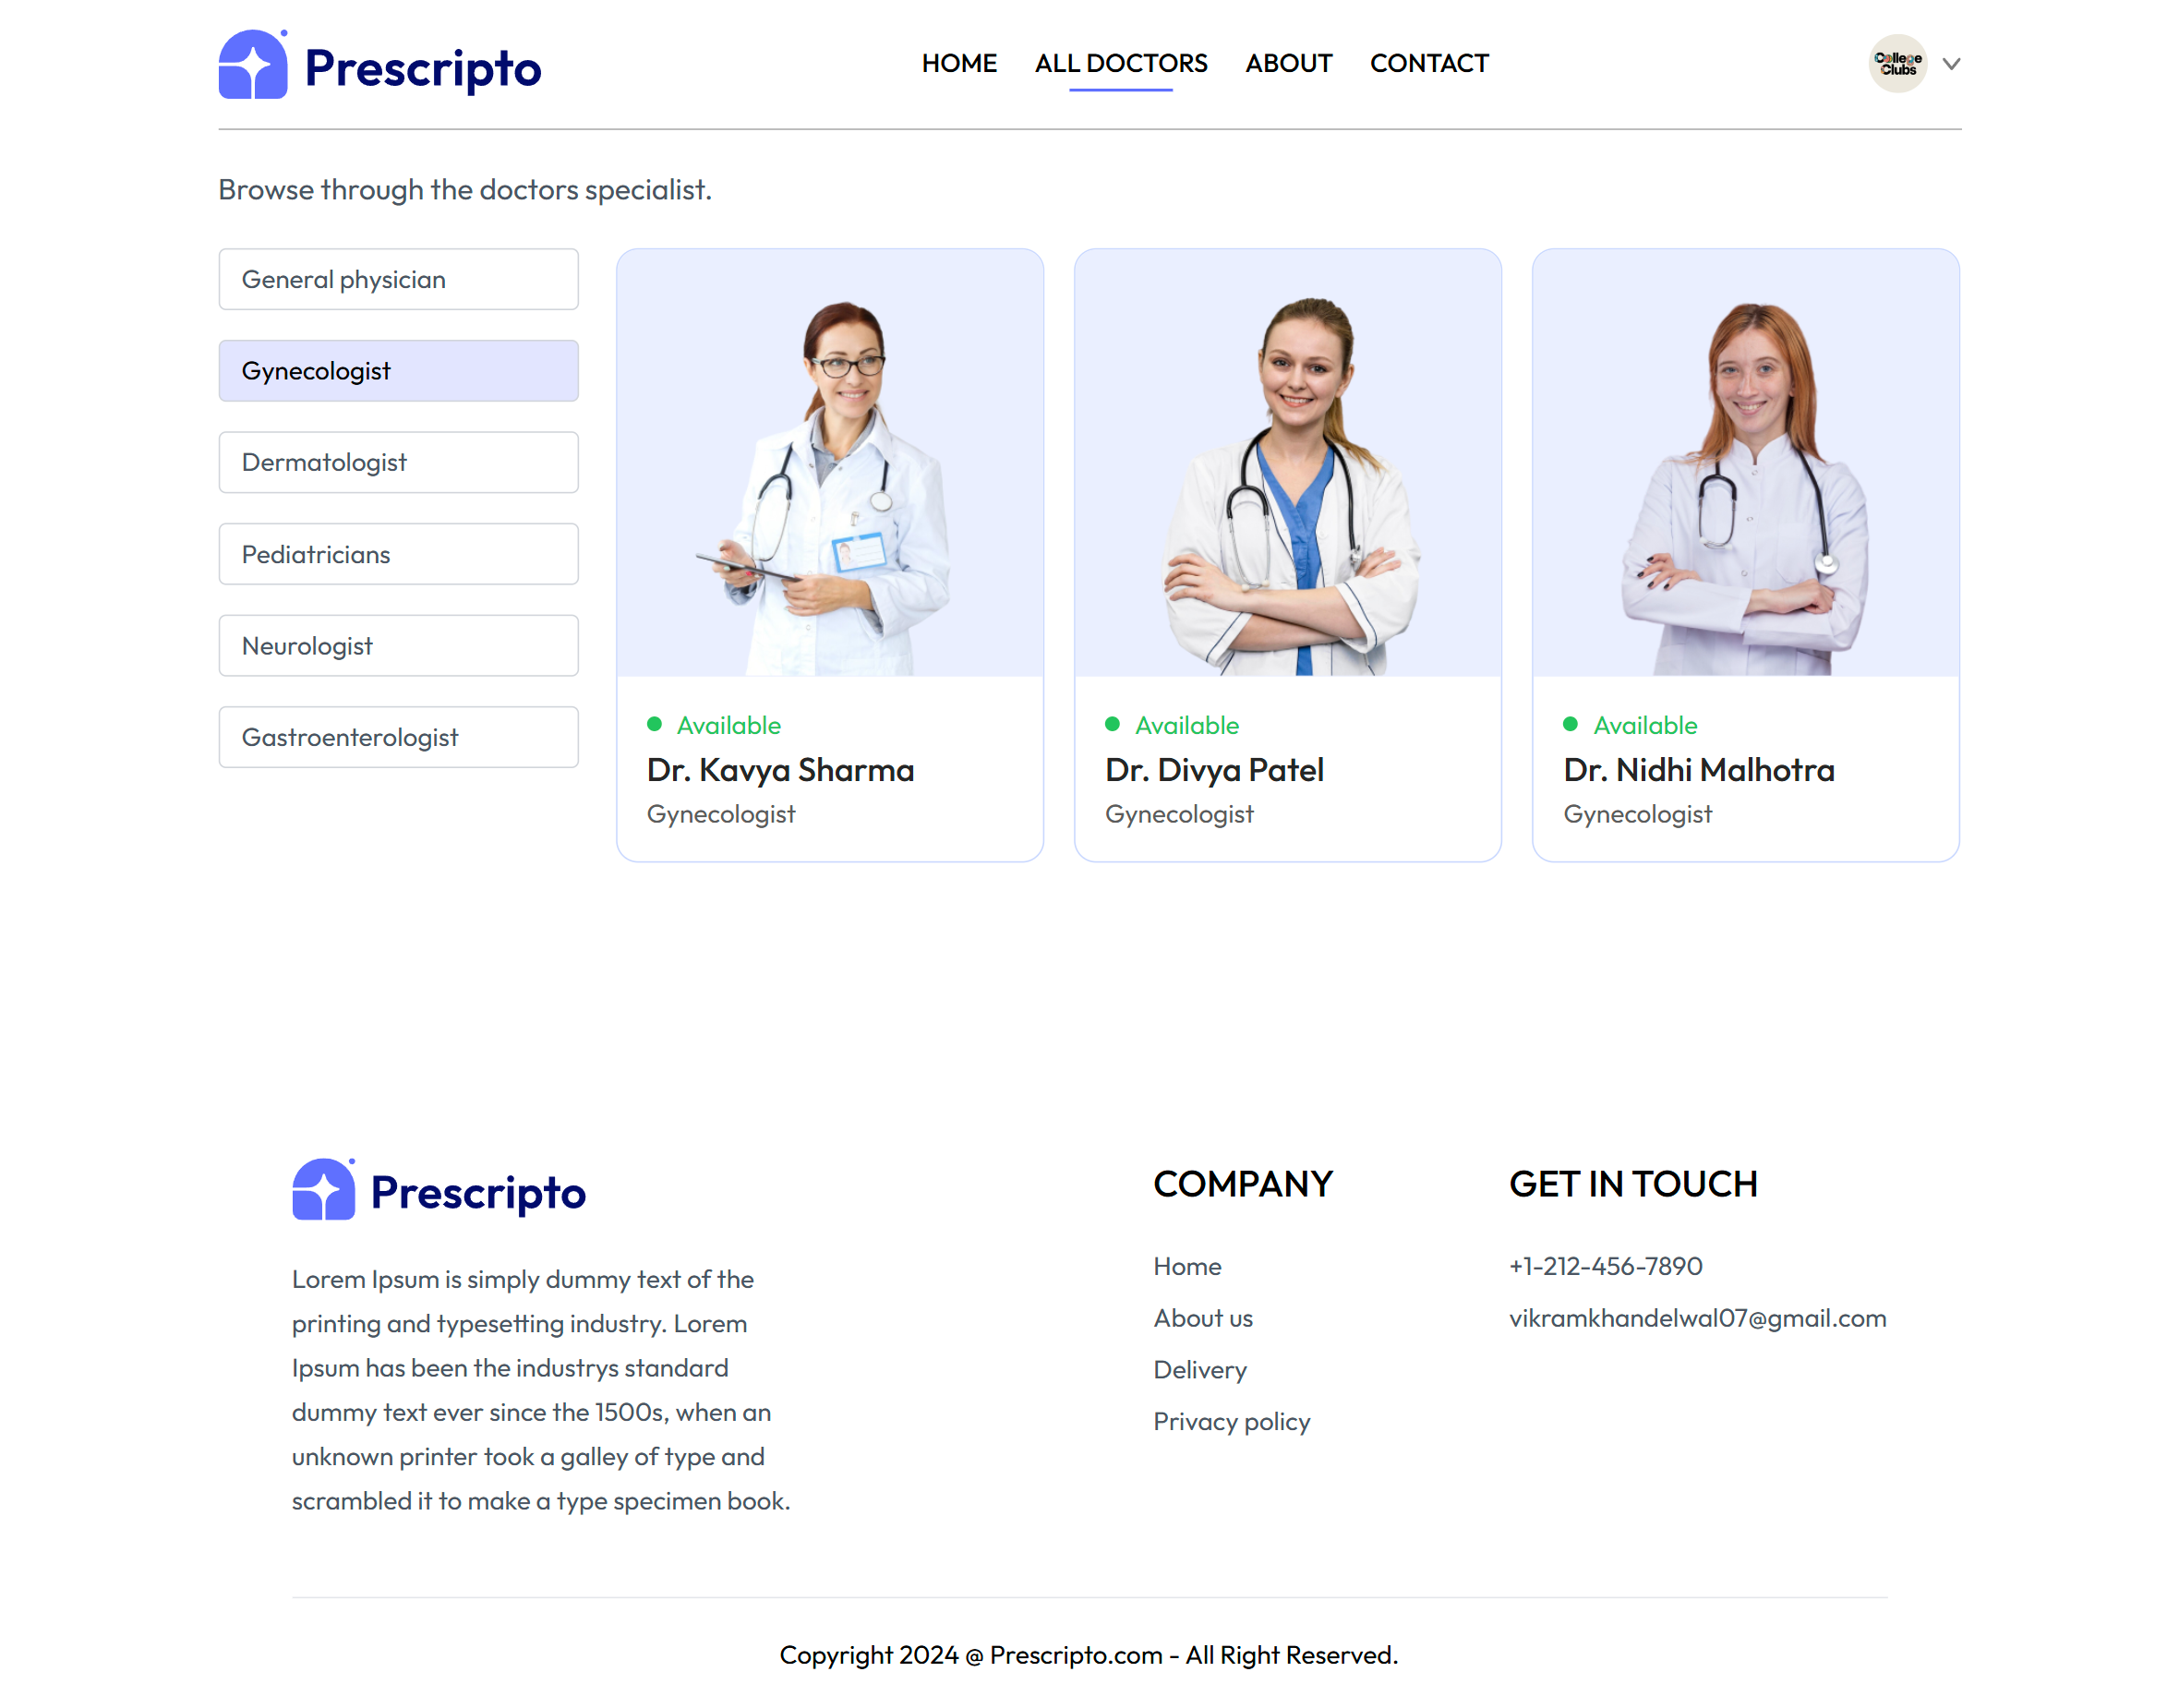 Prescripto
HOME ALL DOCTORS ABOUT CONTACT
College
Clubs
Browse through the doctors specialist.
General physician
Gynecologist
Dermatologist
Pediatricians
Neurologist
Gastroenterologist
Available
Dr. Kavya Sharma
Gynecologist
Available
Dr. Divya Patel
Gynecologist
Available
Dr. Nidhi Malhotra
Gynecologist
Prescripto
Lorem Ipsum is simply dummy text of the
printing and typesetting industry. Lorem
Ipsum has been the industrys standard
dummy text ever since the 1500s, when an
unknown printer took a galley of type and
scrambled it to make a type specimen book.
COMPANY
Home
About us
Delivery
Privacy policy
GET IN TOUCH
+1-212-456-7890
vikramkhandelwal07@gmail.com
Copyright 2024 @ Prescripto.com - All Right Reserved.